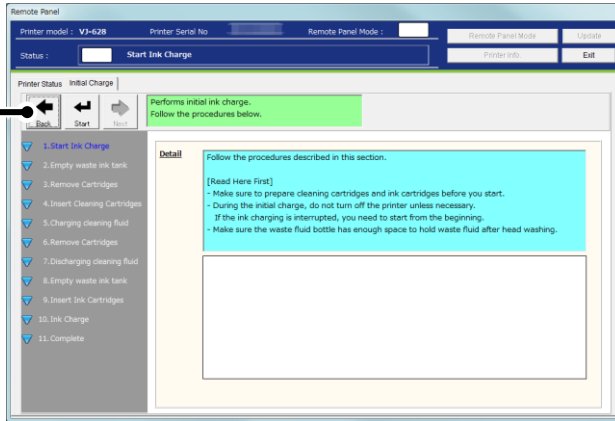 Remote Panel
Printer model : VJ-628 Printer Serial No Remote Panel Mode : Remote Panel Mode Update
Status : Start Ink Charge Printer Info. Exit
Printer Status Initial Charge
Back Start Next
Performs initial ink charge.
Follow the procedures below.
1.Start Ink Charge
2.Empty waste ink tank
3.Remove Cartridges
4.Insert Cleaning Cartridges
5.Charging cleaning fluid
6.Remove Cartridges
7.Discharging cleaning fluid
8.Empty waste ink tank
9.Insert Ink Cartridges
10.Ink Charge
11.Complete
Detail
Follow the procedures described in this section.
[Read Here First]
- Make sure to prepare cleaning cartridges and ink cartridges before you start.
- During the initial charge, do not turn off the printer unless necessary.
If the ink charging is interrupted, you need to start from the beginning.
- Make sure the waste fluid bottle has enough space to hold waste fluid after head washing.